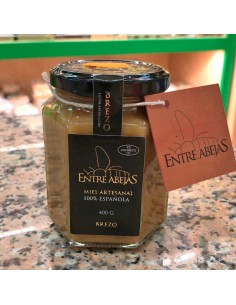 BREZO
ENTRE ABEJAS
MIEL ARTESANAL
100% ESPAÑOLA
400 G
BREZO
ENTRE ABEJAS